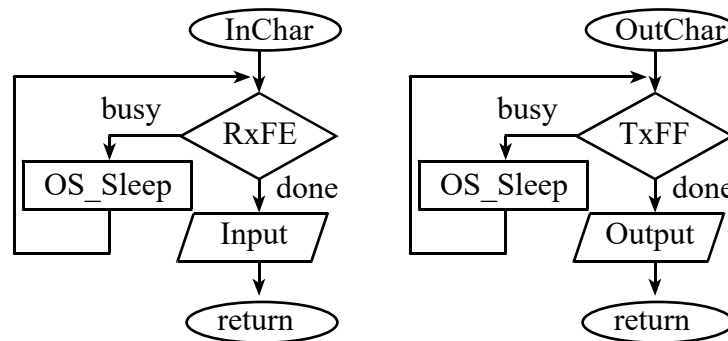 InChar
busy
RxFE
OS_Sleep
done
Input
return
OutChar
busy
TxFF
OS_Sleep
done
Output
return